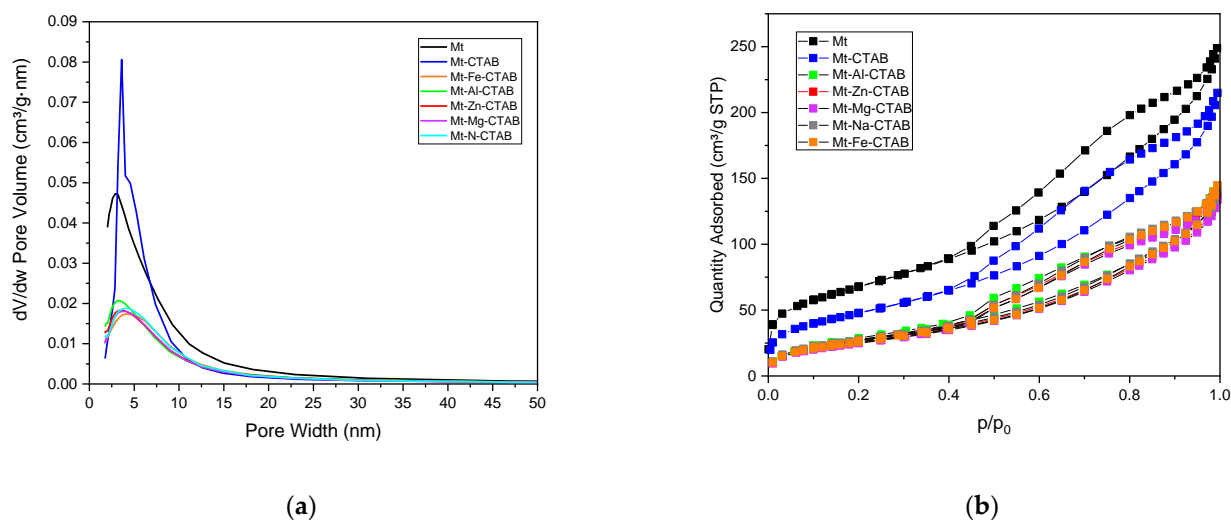 0.09
0.08
0.07
0.06
0.05
0.04
0.03
0.02
0.01
0.00
dV/dw Pore Volume (cm³/g·nm)
0 5 10 15 20 25 30 35 40 45 50
Pore Width (nm)
Mt
Mt-CTAB
Mt-Fe-CTAB
Mt-Al-CTAB
Mt-Zn-CTAB
Mt-Mg-CTAB
Mt-N-CTAB
(a)
250
200
150
100
50
0
Quantity Adsorbed (cm³/g STP)
0.0 0.2 0.4 0.6 0.8 1.0
p/p₀
Mt
Mt-CTAB
Mt-Al-CTAB
Mt-Zn-CTAB
Mt-Mg-CTAB
Mt-Na-CTAB
Mt-Fe-CTAB
(b)